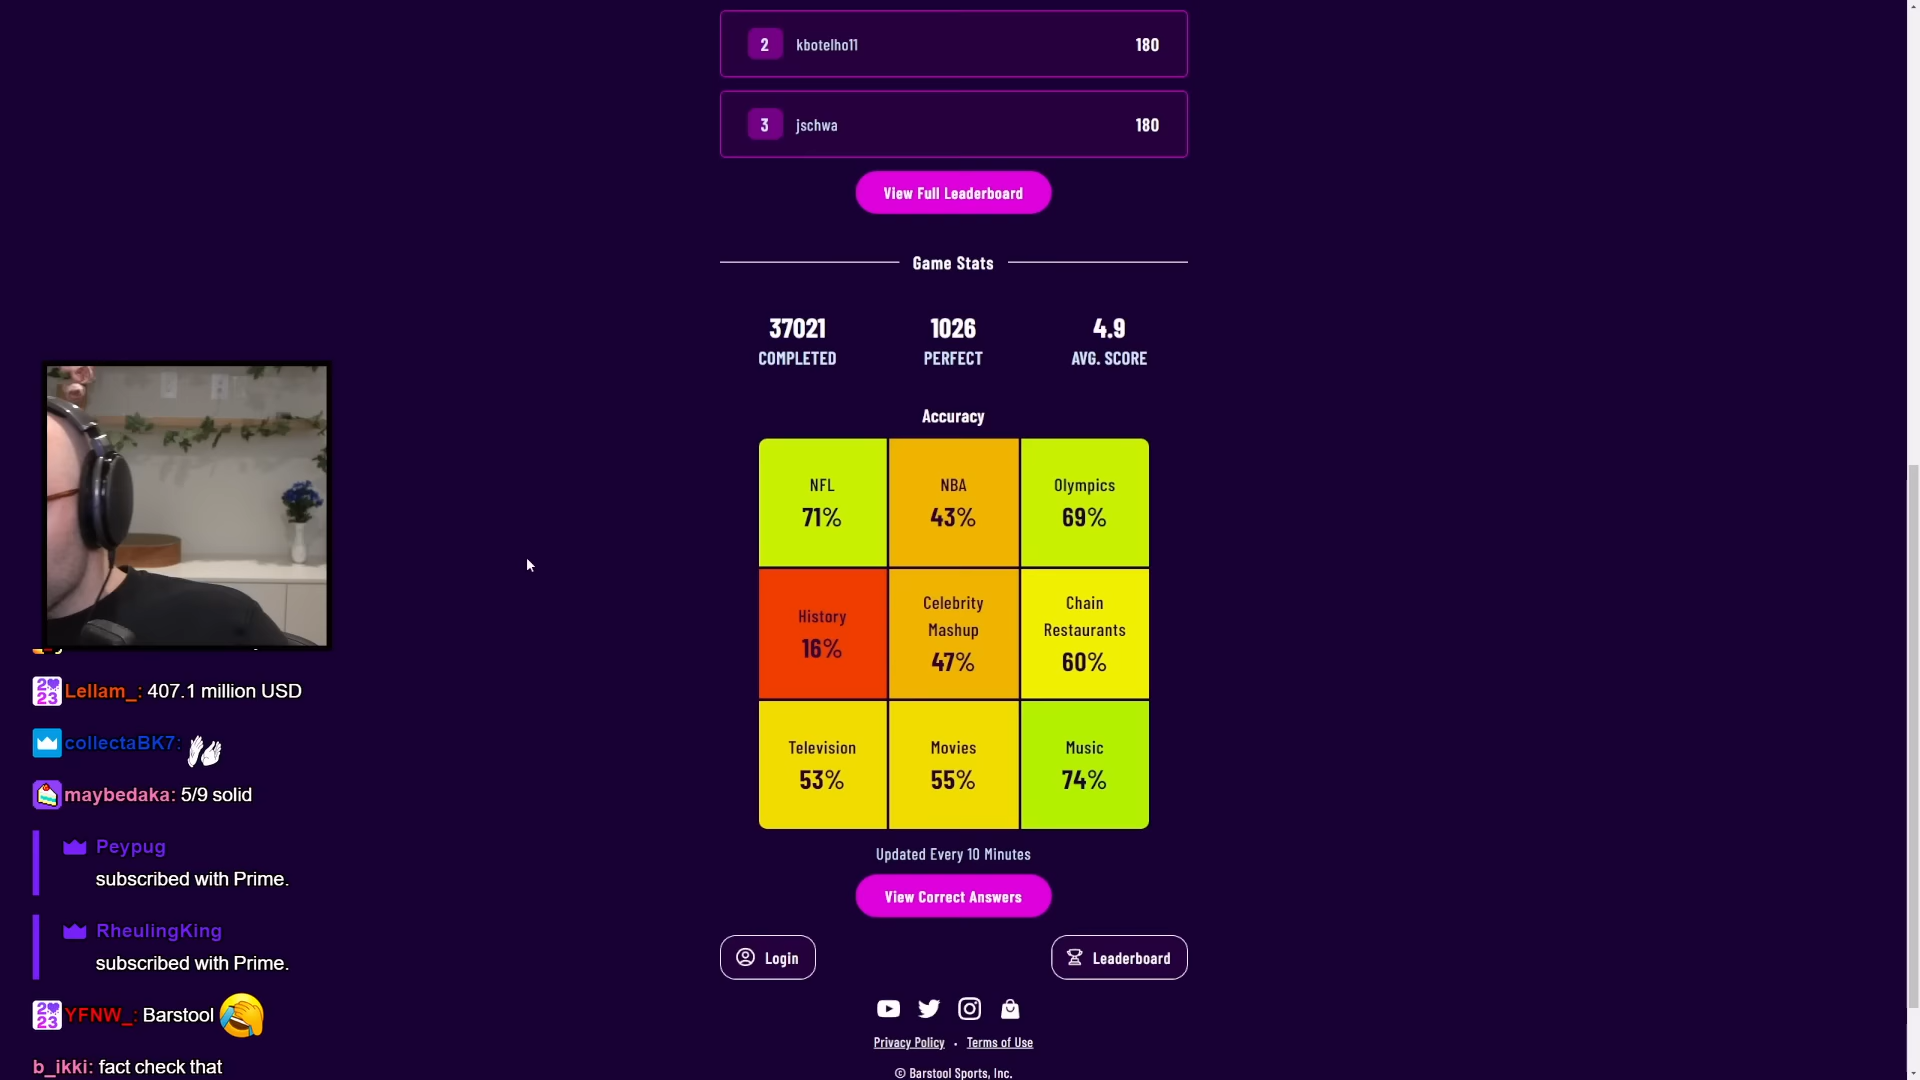 2 kbotelho11 180
3 jschwa 180
View Full Leaderboard
Game Stats
37021 1026 4.9
COMPLETED PERFECT AVG. SCORE
Accuracy
NFL NBA Olympics
71% 43% 69%
History Celebrity Mashup Chain Restaurants
16% 47% 60%
Television Movies Music
53% 55% 74%
Updated Every 10 Minutes
View Correct Answers
Login Leaderboard
Privacy Policy • Terms of Use
© Barstool Sports, Inc.
Lellam_: 407.1 million USD
collectaBK7:
maybedaka: 5/9 solid
Peypug
subscribed with Prime.
RheulingKing
subscribed with Prime.
YFNW_: Barstool
b_ikki: fact check that